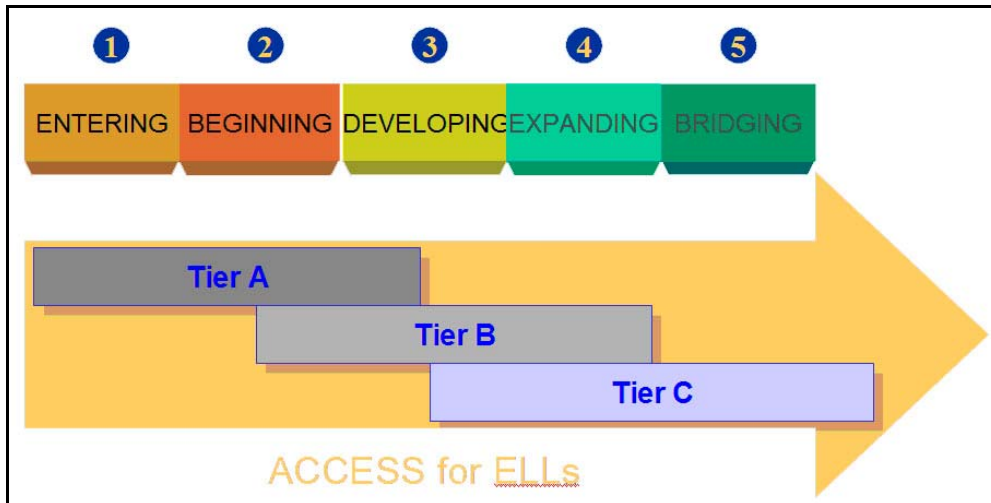 1 2 3 4 5
ENTERING BEGINNING DEVELOPING EXPANDING BRIDGING
Tier A
Tier B
Tier C
ACCESS for ELLs